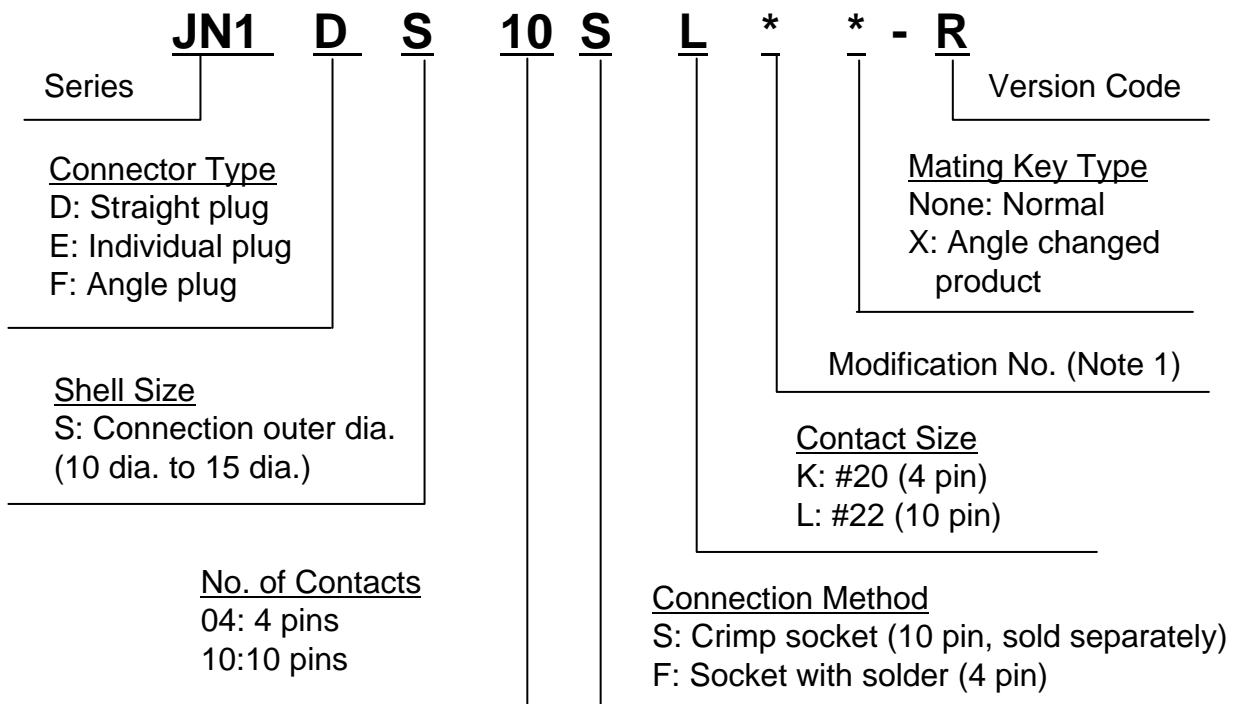 JN1 D S 10 S L * * - R
Series
Version Code
Connector Type
D: Straight plug
E: Individual plug
F: Angle plug
Mating Key Type
None: Normal
X: Angle changed
product
Modification No. (Note 1)
Shell Size
S: Connection outer dia.
(10 dia. to 15 dia.)
Contact Size
K: #20 (4 pin)
L: #22 (10 pin)
No. of Contacts
04: 4 pins
10:10 pins
Connection Method
S: Crimp socket (10 pin, sold separately)
F: Socket with solder (4 pin)